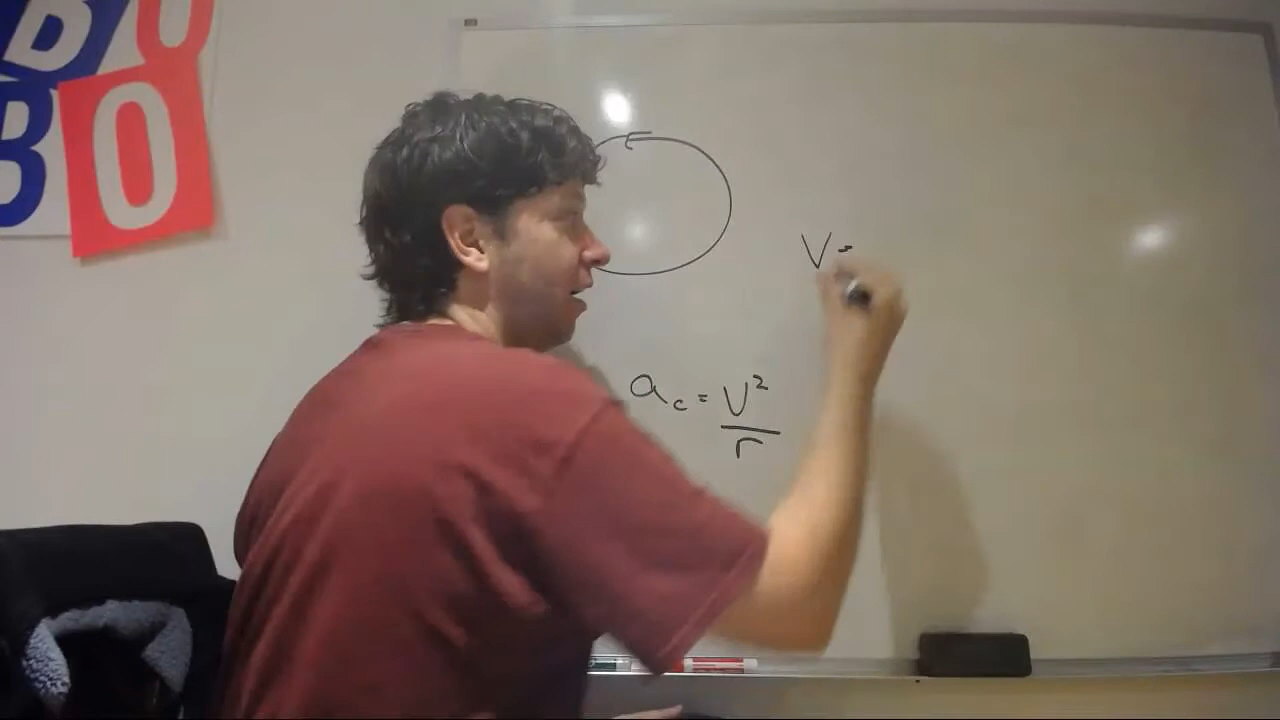 B O
B O
V =
a_c = V²/r